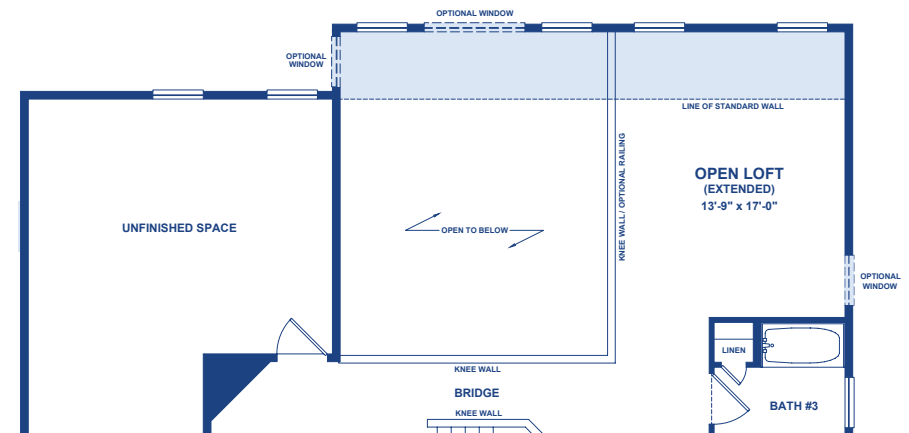 OPTIONAL WINDOW
OPTIONAL
WINDOW
LINE OF STANDARD WALL
KNEE WALL / OPTIONAL RAILING
OPEN LOFT
(EXTENDED)
13'-9" x 17'-0"
UNFINISHED SPACE
OPEN TO BELOW
OPTIONAL
WINDOW
LINEN
KNEE WALL
BRIDGE
BATH #3
KNEE WALL